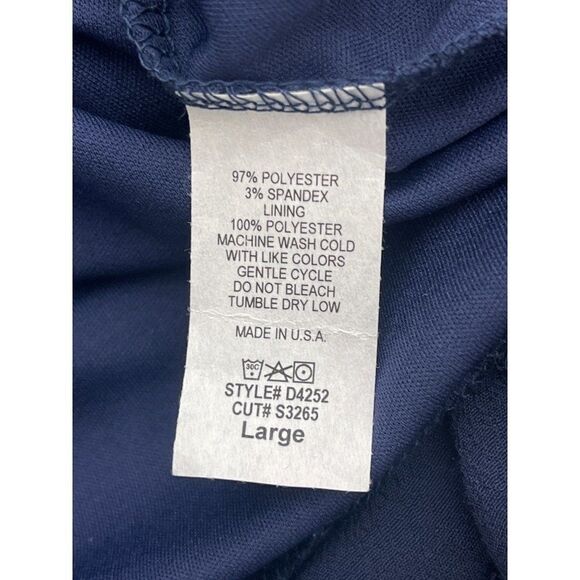 97% POLYESTER
3% SPANDEX
LINING
100% POLYESTER
MACHINE WASH COLD
WITH LIKE COLORS
GENTLE CYCLE
DO NOT BLEACH
TUMBLE DRY LOW
MADE IN U.S.A.
30C
STYLE# D4252
CUT# S3265
Large